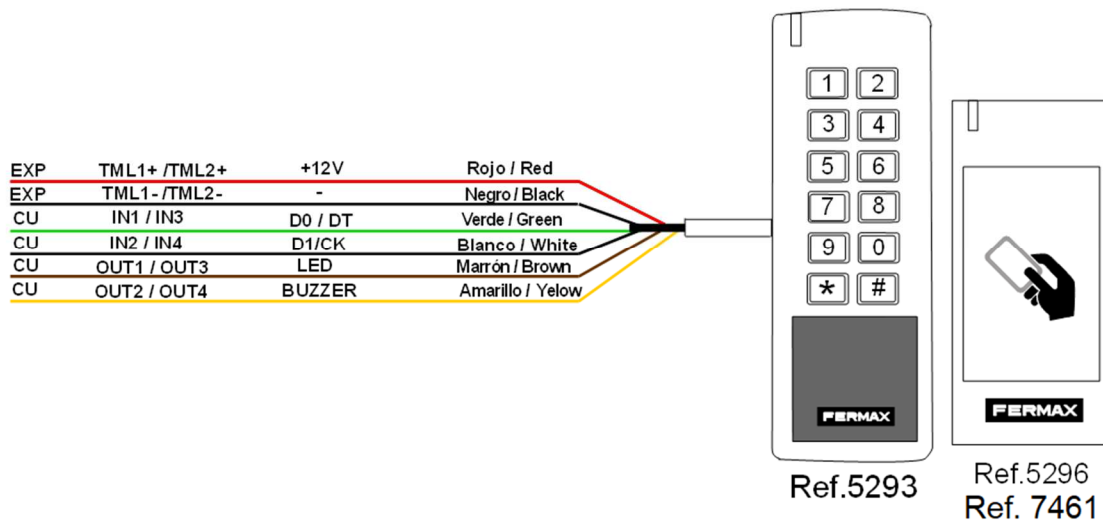 EXP TML1+ /TML2+ +12V Rojo / Red
EXP TML1- /TML2- - Negro / Black
CU IN1 / IN3 D0 / DT Verde / Green
CU IN2 / IN4 D1/CK Blanco / White
CU OUT1 / OUT3 LED Marrón / Brown
CU OUT2 / OUT4 BUZZER Amarillo / Yelow
1 2
3 4
5 6
7 8
9 0
* #
FERMAX
Ref.5293
FERMAX
Ref.5296
Ref. 7461